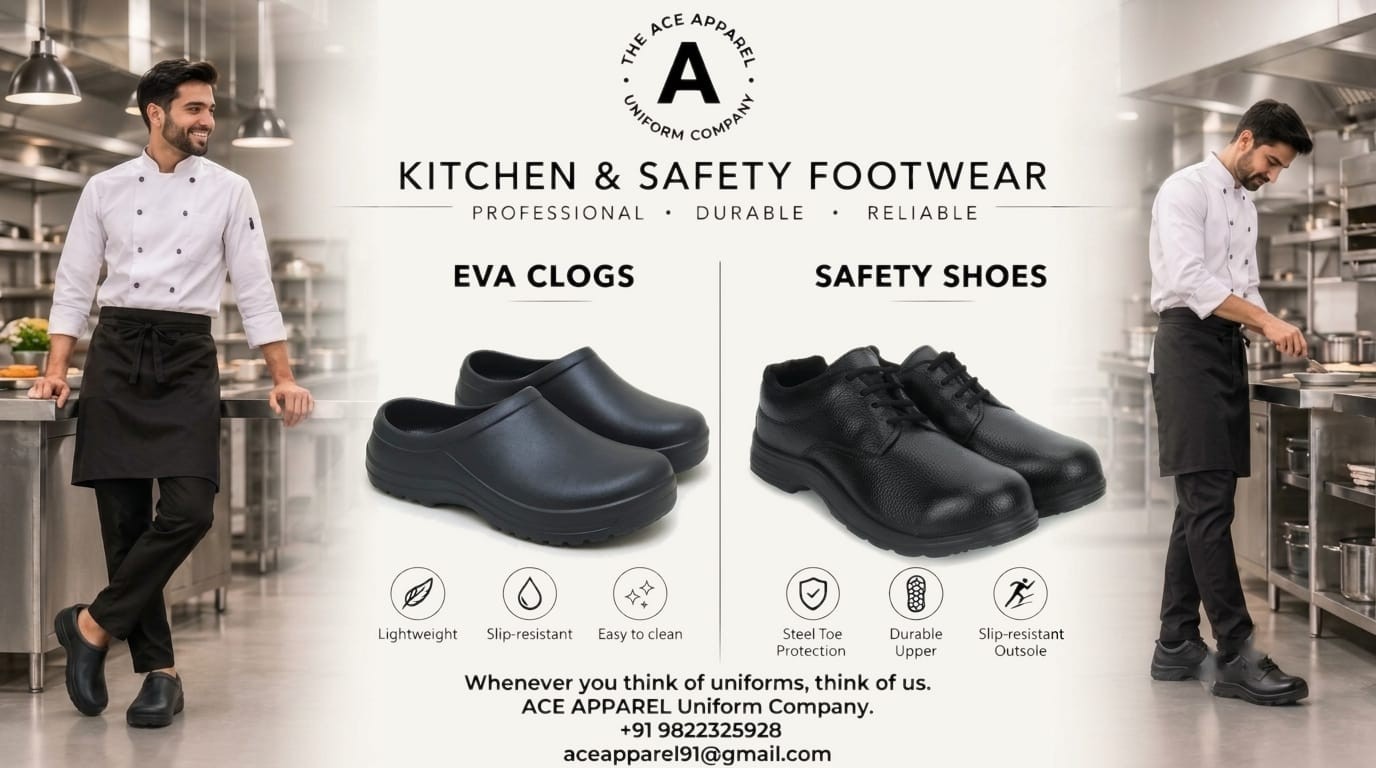 THE ACE APPAREL
A
UNIFORM COMPANY
KITCHEN & SAFETY FOOTWEAR
PROFESSIONAL • DURABLE • RELIABLE
EVA CLOGS
Lightweight
Slip-resistant
Easy to clean
SAFETY SHOES
Steel Toe
Protection
Durable
Upper
Slip-resistant
Outsole
Whenever you think of uniforms, think of us.
ACE APPAREL Uniform Company.
+91 9822325928
aceapparel91@gmail.com